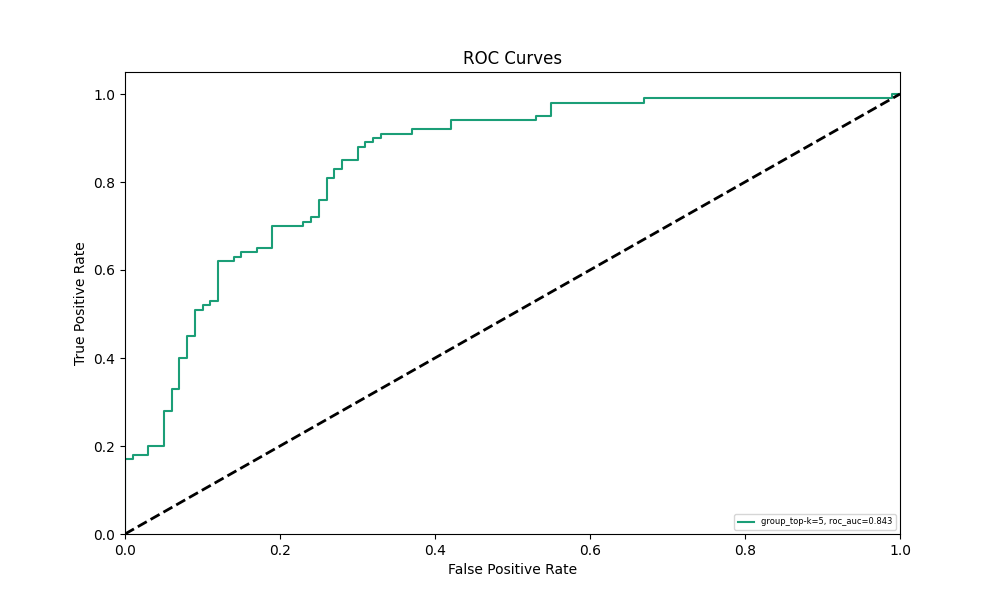 ROC Curves
1.0
0.8
0.6
0.4
0.2
0.0
True Positive Rate
0.0 0.2 0.4 0.6 0.8 1.0
False Positive Rate
group_top-k=5, roc_auc=0.843